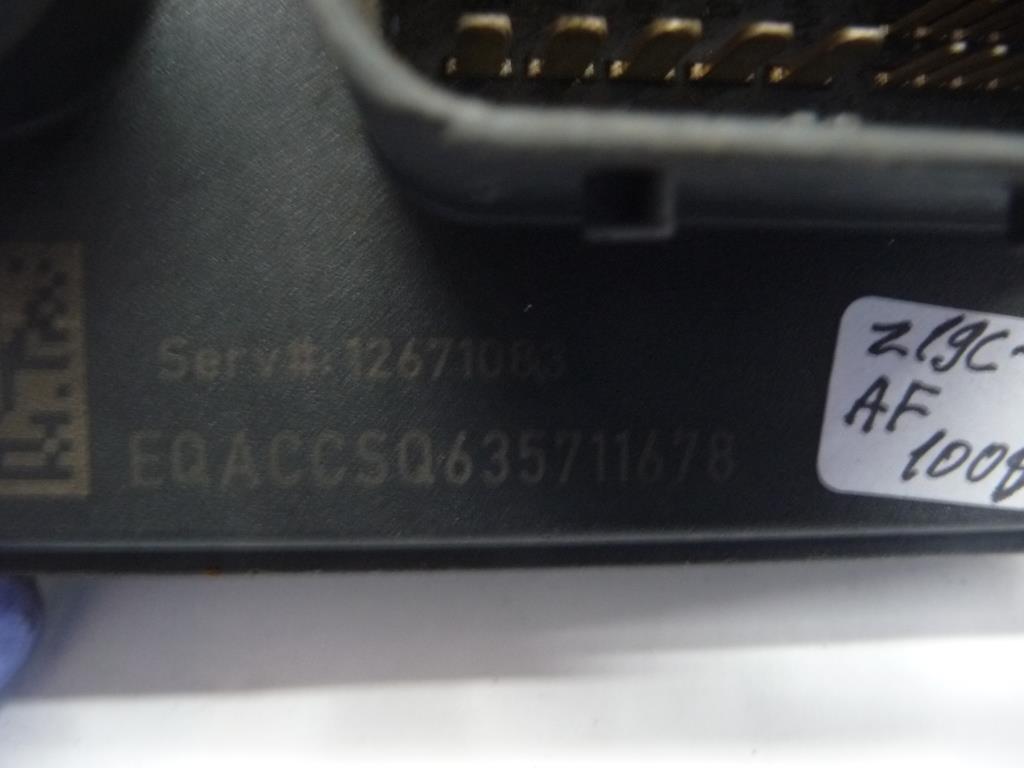 Serv#: 12671083
EQACCSQ635711678
z19C-
AF
1008